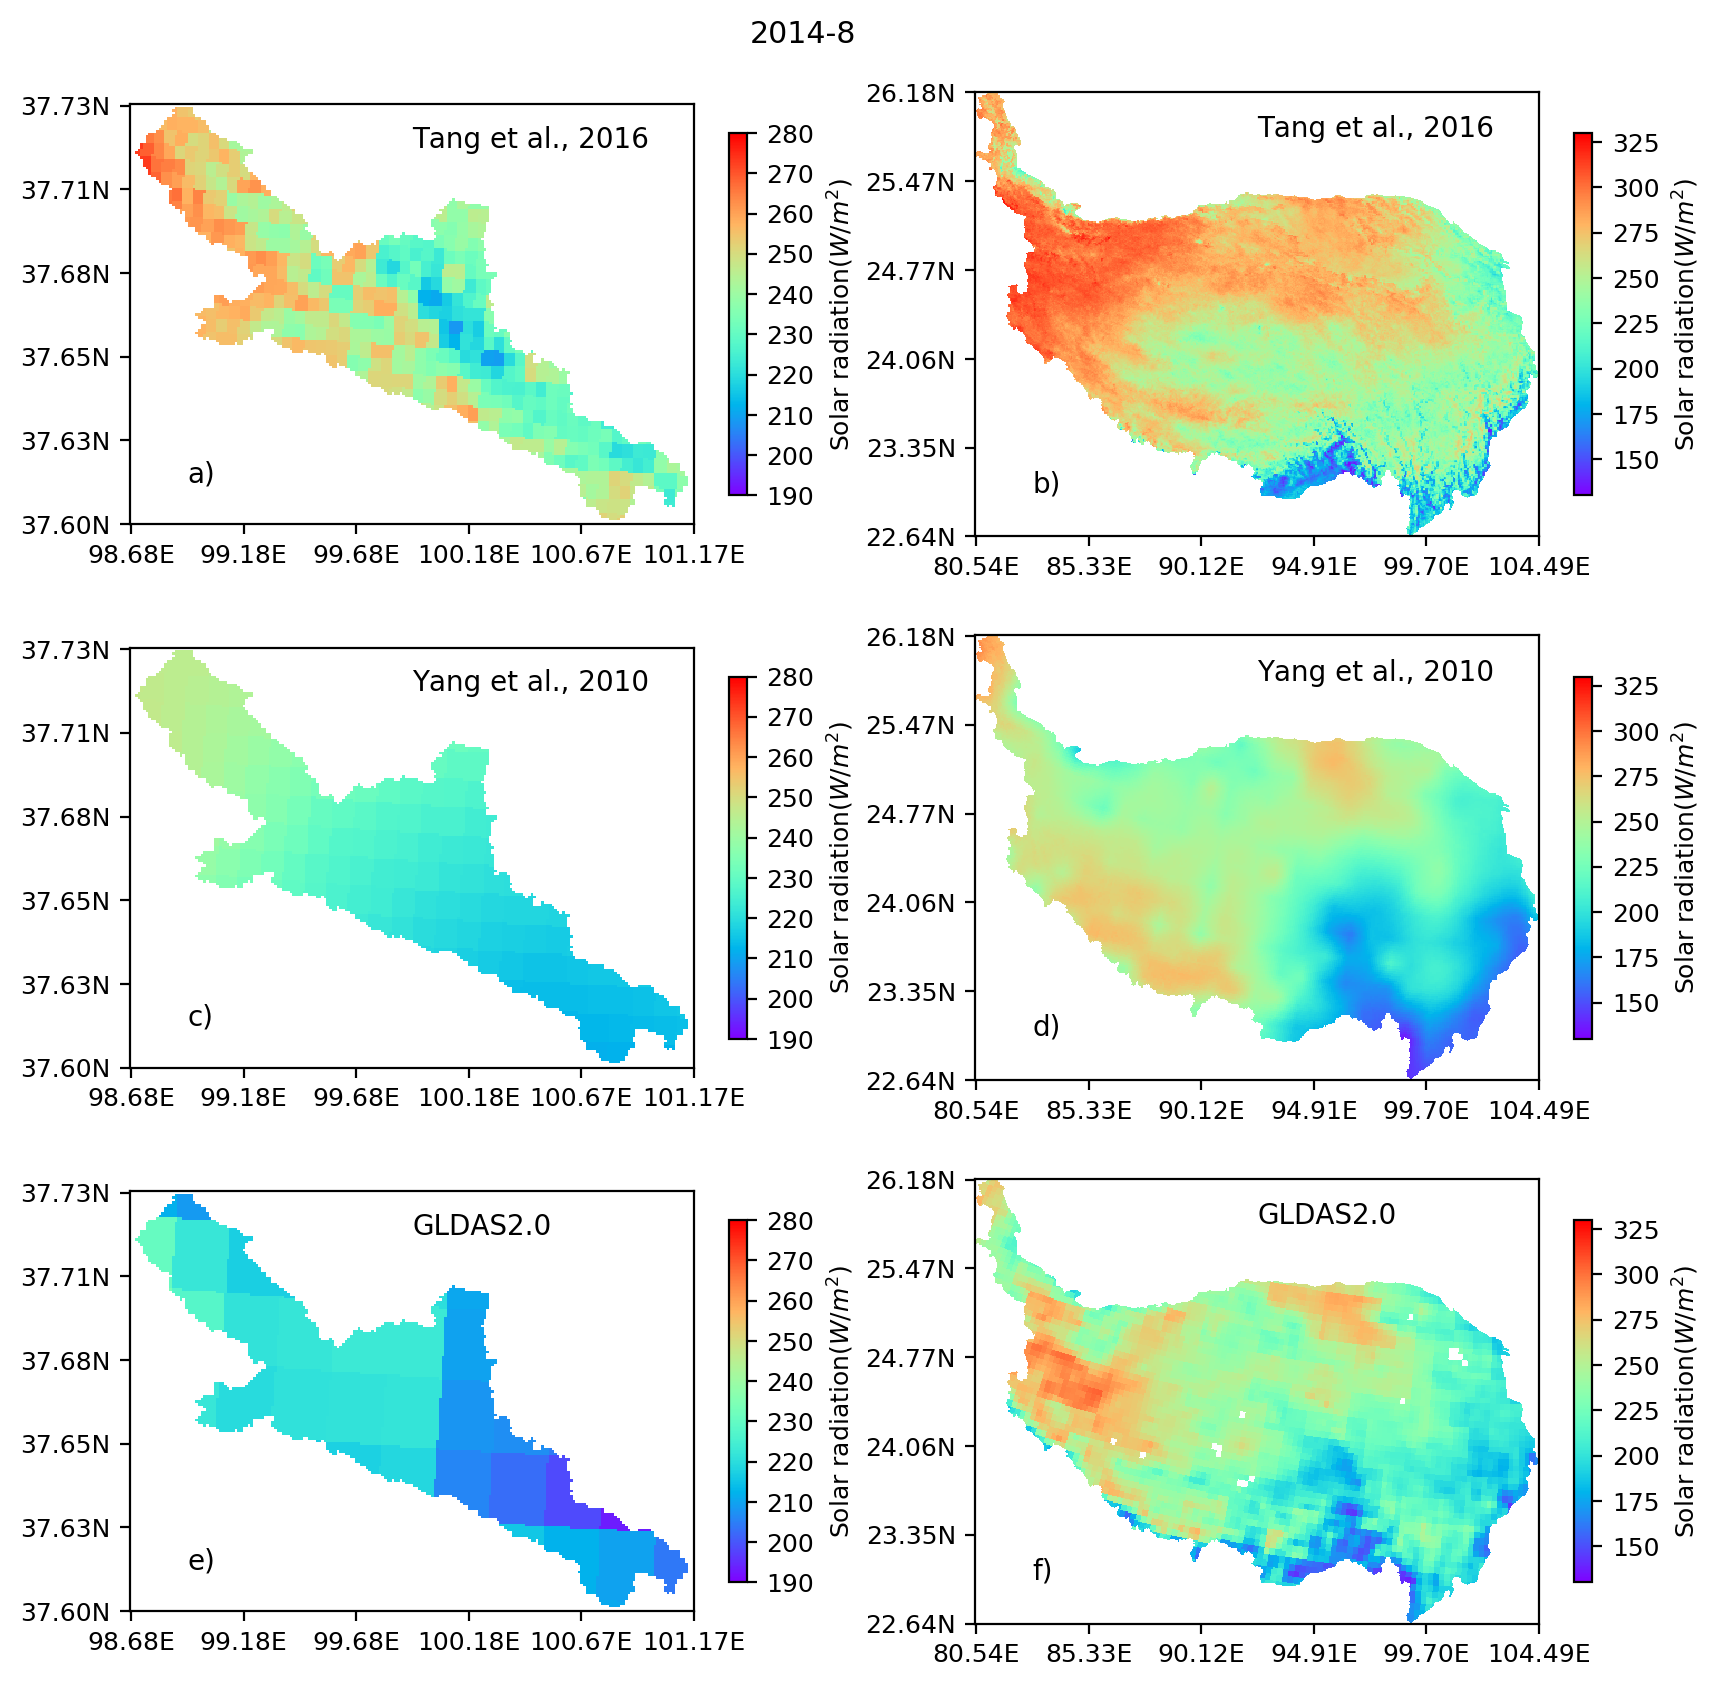 2014-8
37.73N
37.71N
37.68N
37.65N
37.63N
37.60N
98.68E 99.18E 99.68E 100.18E 100.67E 101.17E
Tang et al., 2016
a)
280
270
260
250
240
230
220
210
200
190
Solar radiation(W/m²)
26.18N
25.47N
24.77N
24.06N
23.35N
22.64N
80.54E 85.33E 90.12E 94.91E 99.70E 104.49E
Tang et al., 2016
b)
325
300
275
250
225
200
175
150
Solar radiation(W/m²)
37.73N
37.71N
37.68N
37.65N
37.63N
37.60N
98.68E 99.18E 99.68E 100.18E 100.67E 101.17E
Yang et al., 2010
c)
280
270
260
250
240
230
220
210
200
190
Solar radiation(W/m²)
26.18N
25.47N
24.77N
24.06N
23.35N
22.64N
80.54E 85.33E 90.12E 94.91E 99.70E 104.49E
Yang et al., 2010
d)
325
300
275
250
225
200
175
150
Solar radiation(W/m²)
37.73N
37.71N
37.68N
37.65N
37.63N
37.60N
98.68E 99.18E 99.68E 100.18E 100.67E 101.17E
GLDAS2.0
e)
280
270
260
250
240
230
220
210
200
190
Solar radiation(W/m²)
26.18N
25.47N
24.77N
24.06N
23.35N
22.64N
80.54E 85.33E 90.12E 94.91E 99.70E 104.49E
GLDAS2.0
f)
325
300
275
250
225
200
175
150
Solar radiation(W/m²)